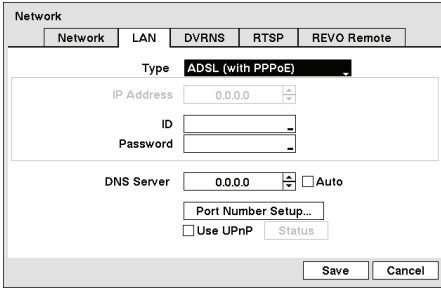 Network
Network LAN DVRNS RTSP REVO Remote
Type ADSL (with PPPoE)
IP Address 0.0.0.0
ID
Password
DNS Server 0.0.0.0 Auto
Port Number Setup...
Use UPnP Status
Save Cancel